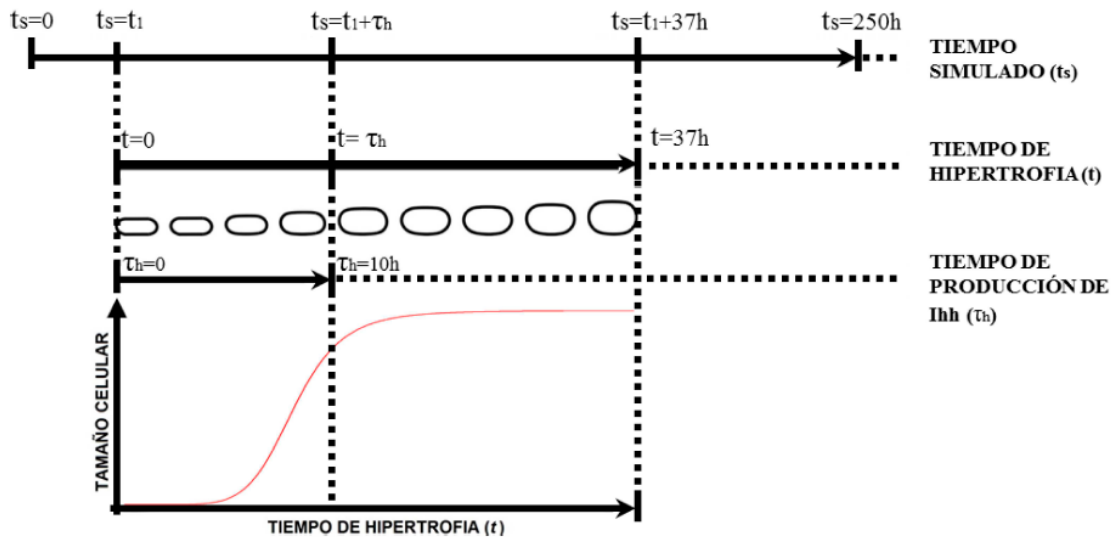 ts=0
ts=t1
ts=t1+τh
ts=t1+37h
ts=250h
TIEMPO
SIMULADO (ts)
t=0
t= τh
t=37h
TIEMPO DE
HIPERTROFIA (t)
τh=0
τh=10h
TIEMPO DE
PRODUCCIÓN DE
Ihh (τh)
TAMAÑO CELULAR
TIEMPO DE HIPERTROFIA (t)